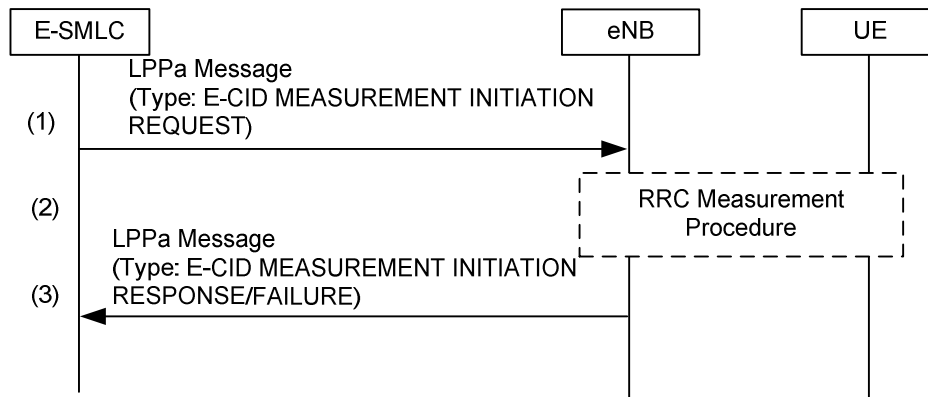 E-SMLC
eNB
UE
LPPa Message
(Type: E-CID MEASUREMENT INITIATION
REQUEST)
(1)
RRC Measurement
Procedure
(2)
LPPa Message
(Type: E-CID MEASUREMENT INITIATION
RESPONSE/FAILURE)
(3)